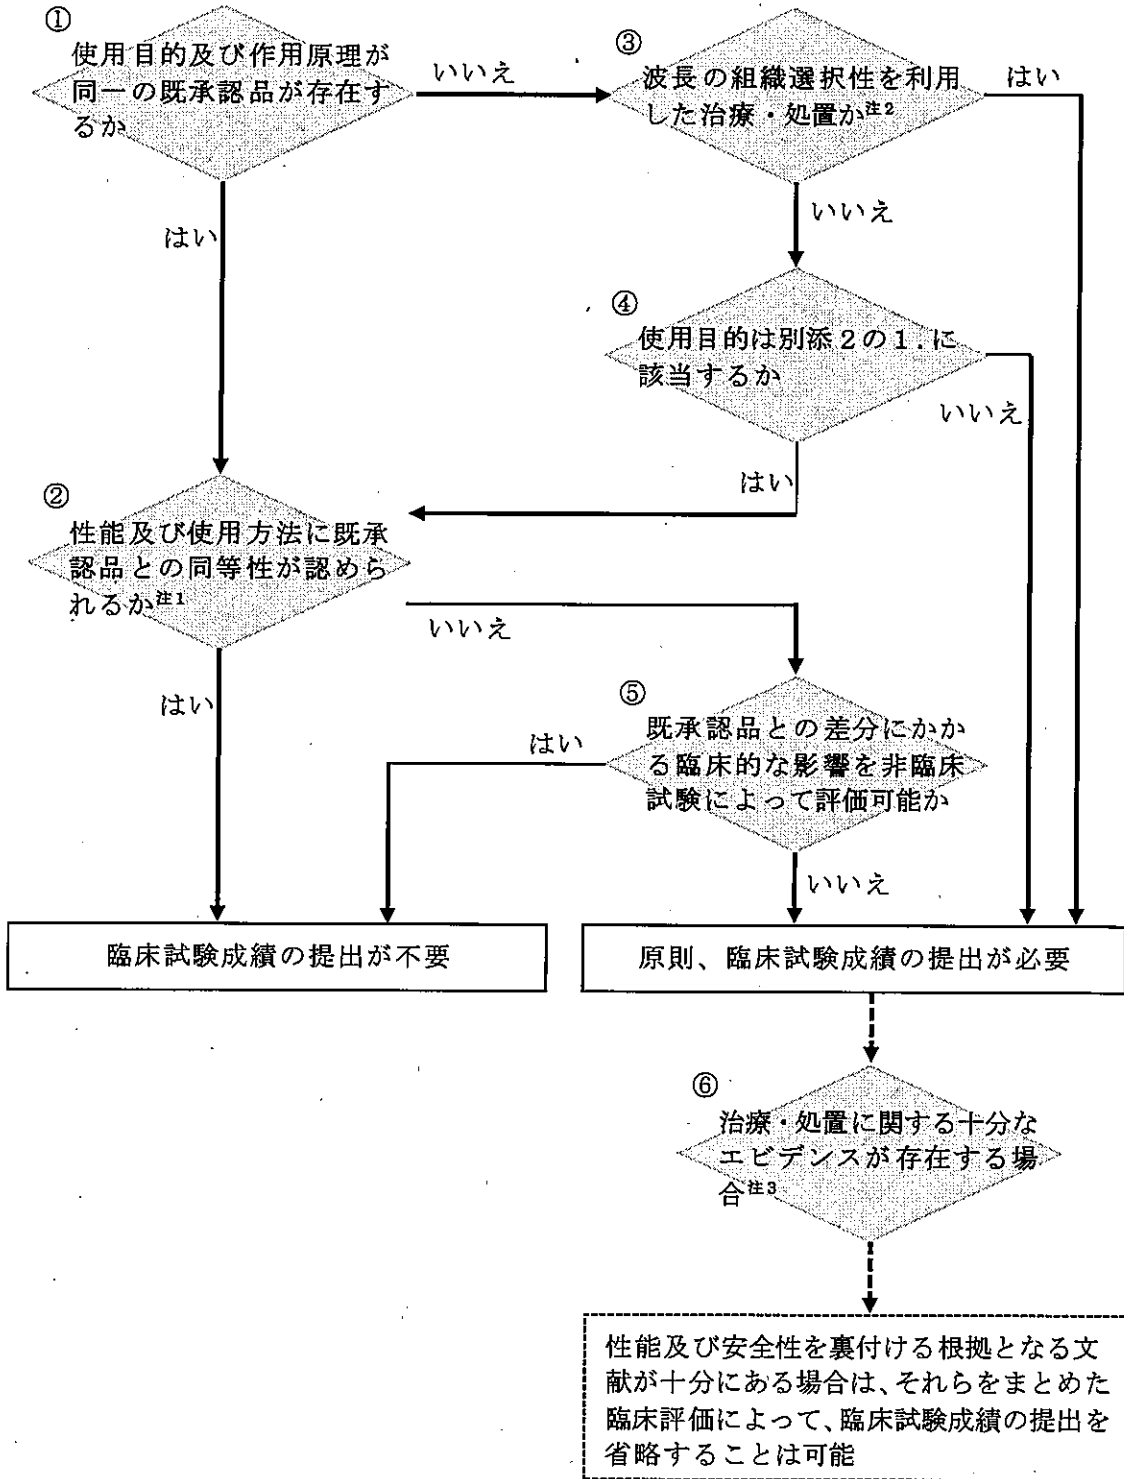 ①
使用目的及び作用原理が
同一の既承認品が存在す
るか
いいえ
③
波長の組織選択性を利用
した治療・処置か注2
はい
はい
いいえ
④
使用目的は別添2の1.に
該当するか
いいえ
はい
②
性能及び使用方法に既承
認品との同等性が認めら
れるか注1
いいえ
はい
⑤
既承認品との差分にかか
る臨床的な影響を非臨床
試験によって評価可能か
はい
いいえ
臨床試験成績の提出が不要
原則、臨床試験成績の提出が必要
⑥
治療・処置に関する十分な
エビデンスが存在する場
合注3
性能及び安全性を裏付ける根拠となる文
献が十分にある場合は、それらをまとめた
臨床評価によって、臨床試験成績の提出を
省略することは可能